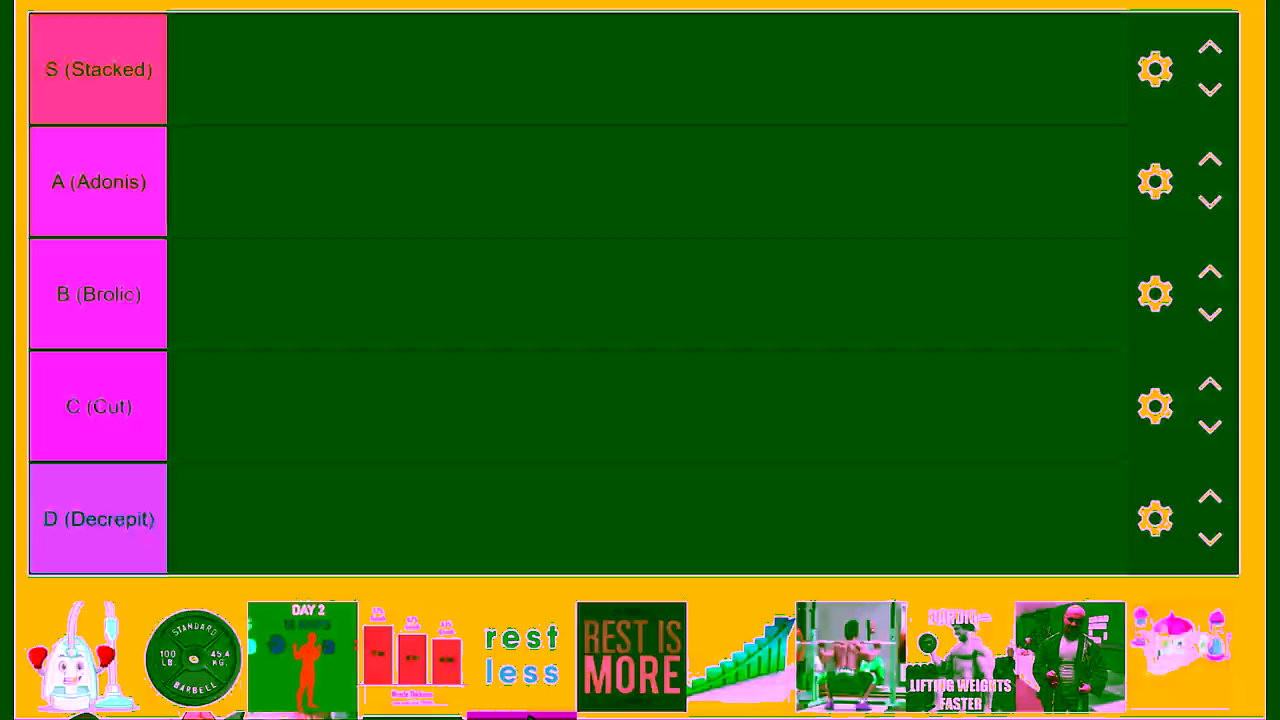 S (Stacked)
A (Adonis)
B (Brolic)
C (Cut)
D (Decrepit)
STANDARD
100
LB.
45.4
KG.
BARBELL
DAY 2
rest
less
REST IS
MORE
LIFTING WEIGHTS
FASTER